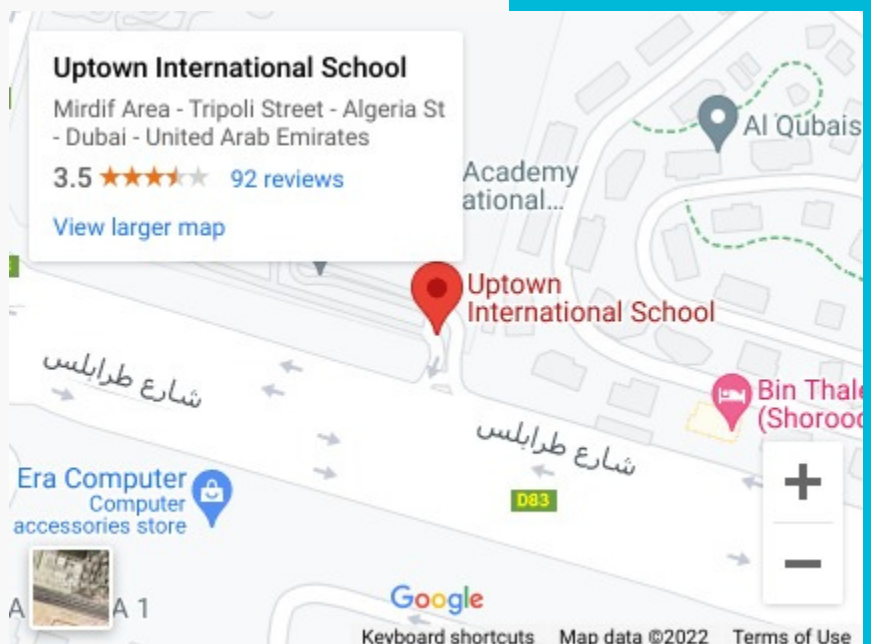 Uptown International School
Mirdif Area - Tripoli Street - Algeria St
- Dubai - United Arab Emirates
3.5 92 reviews
View larger map
Academy
ational...
Al Qubais
Uptown
International School
شارع طرابلس
Bin Thale
(Shorooq
شارع طرابلس
D83
Era Computer
Computer
accessories store
+
−
A A 1
Google
Keyboard shortcuts Map data ©2022 Terms of Use